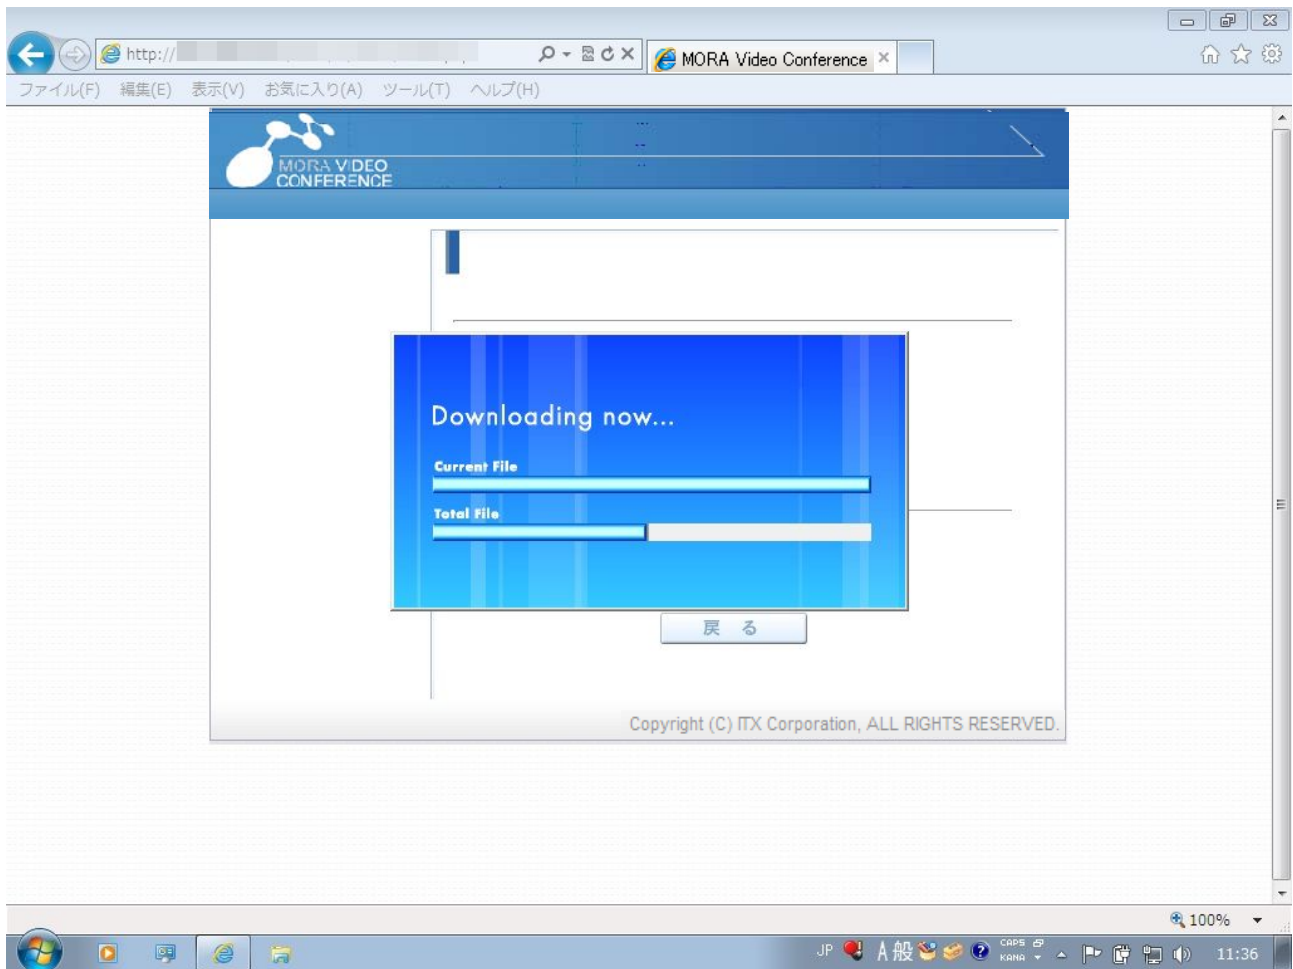 http://
MORA Video Conference
ファイル(F) 編集(E) 表示(V) お気に入り(A) ツール(T) ヘルプ(H)
MORA VIDEO
CONFERENCE
Downloading now...
Current File
Total File
戻 る
Copyright (C) ITX Corporation, ALL RIGHTS RESERVED.
100%
JP A 般 CAPS KANA 11:36